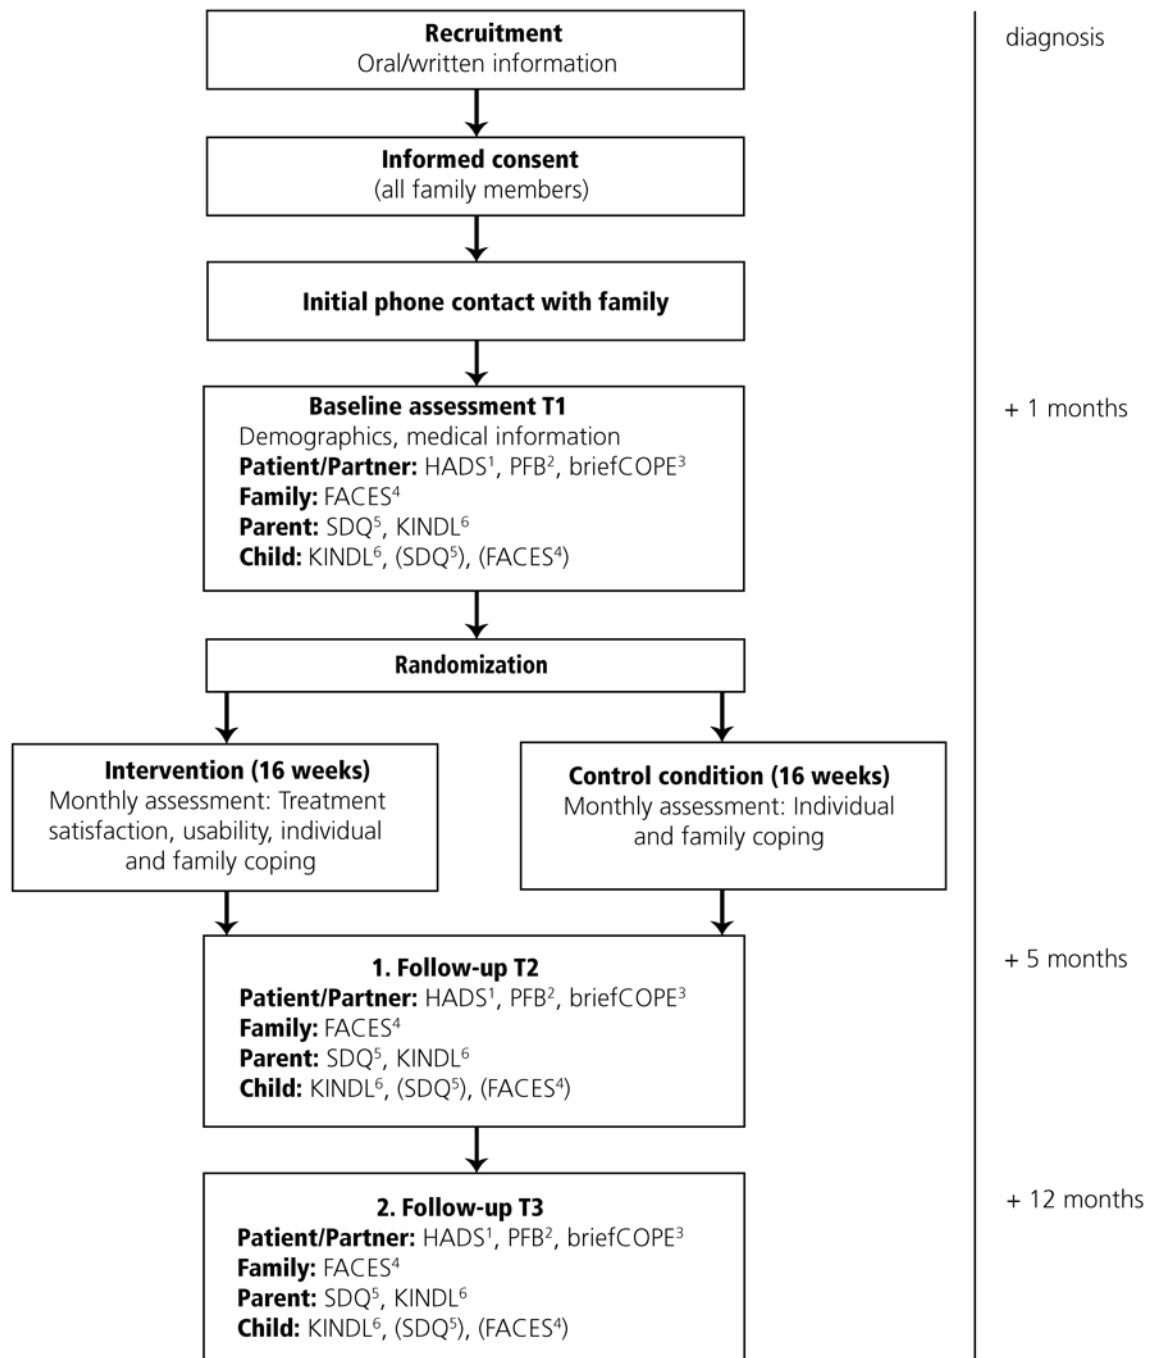 Recruitment
Oral/written information
diagnosis
Informed consent
(all family members)
Initial phone contact with family
Baseline assessment T1
Demographics, medical information
Patient/Partner: HADS¹, PFB², briefCOPE³
Family: FACES⁴
Parent: SDQ⁵, KINDL⁶
Child: KINDL⁶, (SDQ⁵), (FACES⁴)
+ 1 months
Randomization
Intervention (16 weeks)
Monthly assessment: Treatment
satisfaction, usability, individual
and family coping
Control condition (16 weeks)
Monthly assessment: Individual
and family coping
1. Follow-up T2
Patient/Partner: HADS¹, PFB², briefCOPE³
Family: FACES⁴
Parent: SDQ⁵, KINDL⁶
Child: KINDL⁶, (SDQ⁵), (FACES⁴)
+ 5 months
2. Follow-up T3
Patient/Partner: HADS¹, PFB², briefCOPE³
Family: FACES⁴
Parent: SDQ⁵, KINDL⁶
Child: KINDL⁶, (SDQ⁵), (FACES⁴)
+ 12 months